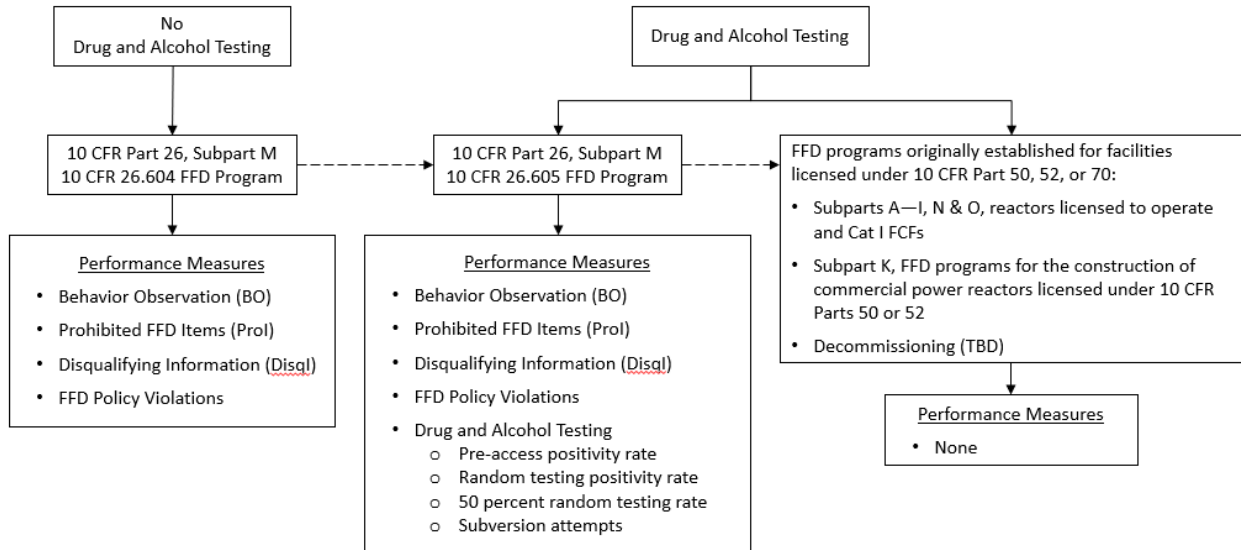 No
Drug and Alcohol Testing
Drug and Alcohol Testing
10 CFR Part 26, Subpart M
10 CFR 26.604 FFD Program
10 CFR Part 26, Subpart M
10 CFR 26.605 FFD Program
FFD programs originally established for facilities
licensed under 10 CFR Part 50, 52, or 70:
• Subparts A—I, N & O, reactors licensed to operate
and Cat I FCFs
• Subpart K, FFD programs for the construction of
commercial power reactors licensed under 10 CFR
Parts 50 or 52
• Decommissioning (TBD)
Performance Measures
• Behavior Observation (BO)
• Prohibited FFD Items (ProI)
• Disqualifying Information (DisqI)
• FFD Policy Violations
Performance Measures
• Behavior Observation (BO)
• Prohibited FFD Items (ProI)
• Disqualifying Information (DisqI)
• FFD Policy Violations
• Drug and Alcohol Testing
o Pre-access positivity rate
o Random testing positivity rate
o 50 percent random testing rate
o Subversion attempts
Performance Measures
• None